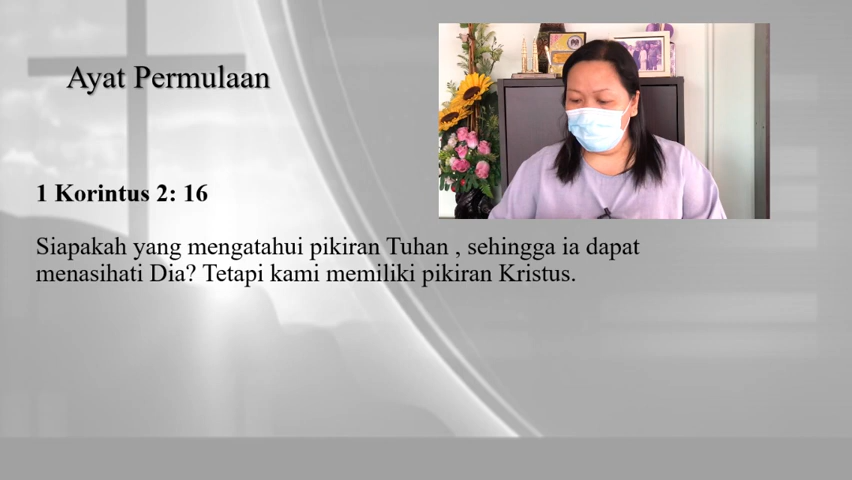 Ayat Permulaan
1 Korintus 2: 16
Siapakah yang mengatahui pikiran Tuhan , sehingga ia dapat
menasihati Dia? Tetapi kami memiliki pikiran Kristus.